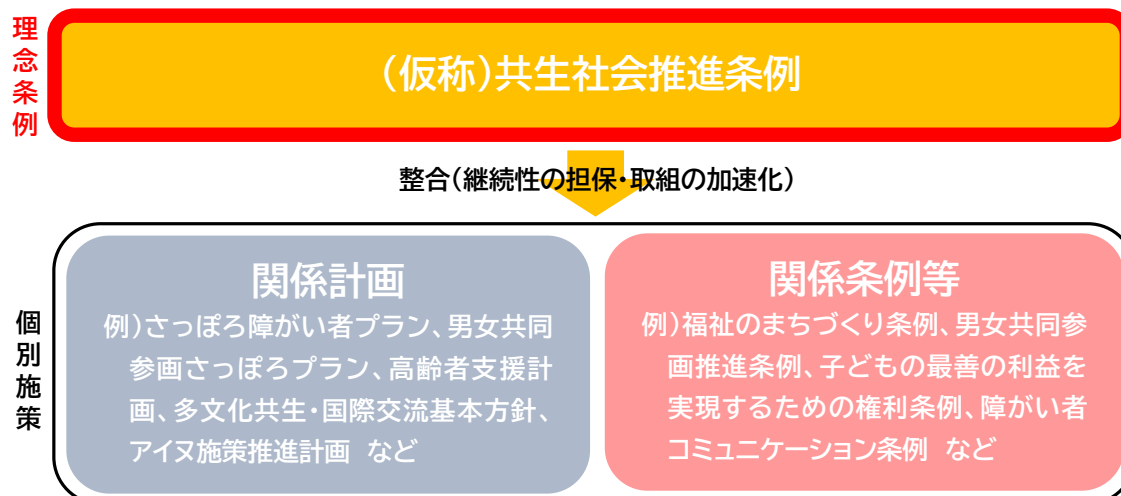 理念条例
(仮称)共生社会推進条例
整合(継続性の担保・取組の加速化)
個別施策
関係計画
例)さっぽろ障がい者プラン、男女共同
参画さっぽろプラン、高齢者支援計
画、多文化共生・国際交流基本方針、
アイヌ施策推進計画 など
関係条例等
例)福祉のまちづくり条例、男女共同参
画推進条例、子どもの最善の利益を
実現するための権利条例、障がい者
コミュニケーション条例 など